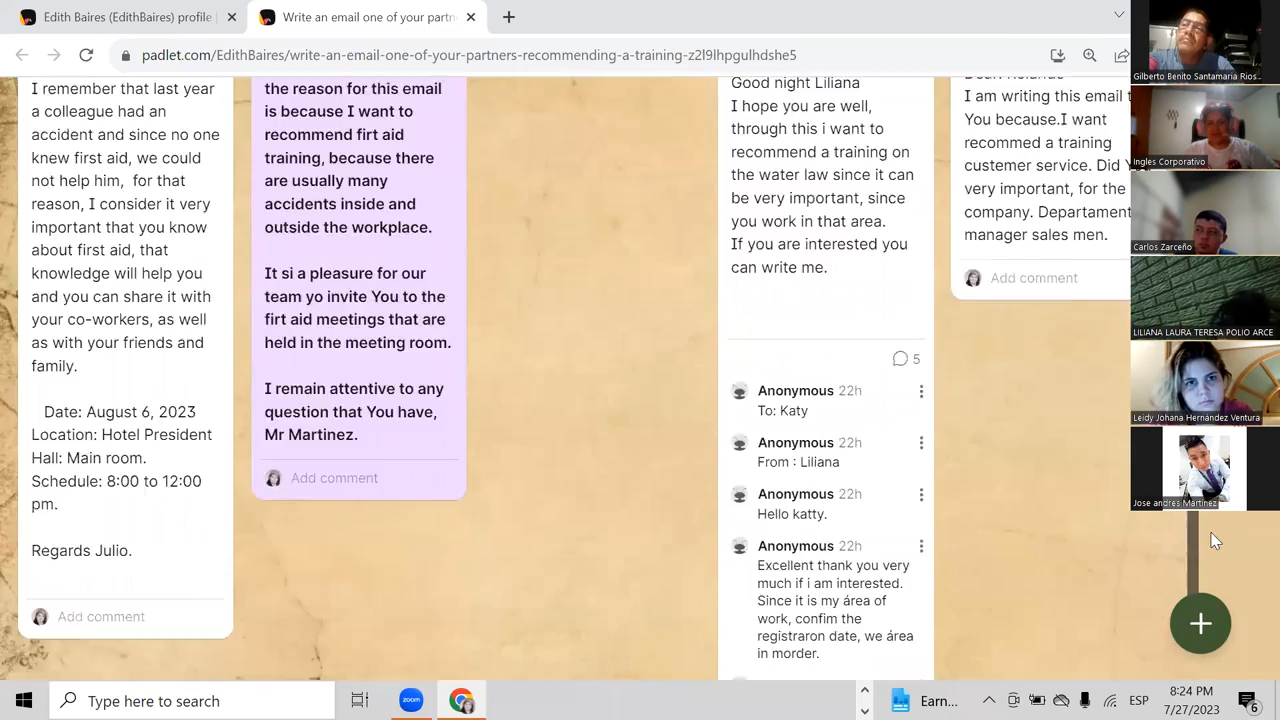 Edith Baires (EdithBaires) profile
Write an email one of your partn
padlet.com/EdithBaires/write-an-email-one-of-your-partners-recommending-a-training-z2l9lhpgulhdshe5
I remember that last year
a colleague had an
accident and since no one
knew first aid, we could
not help him, for that
reason, I consider it very
important that you know
about first aid, that
knowledge will help you
and you can share it with
your co-workers, as well
as with your friends and
family.
Date: August 6, 2023
Location: Hotel President
Hall: Main room.
Schedule: 8:00 to 12:00
pm.
Regards Julio.
Add comment
the reason for this email
is because I want to
recommend firt aid
training, because there
are usually many
accidents inside and
outside the workplace.
It si a pleasure for our
team yo invite You to the
firt aid meetings that are
held in the meeting room.
I remain attentive to any
question that You have,
Mr Martinez.
Add comment
Good night Liliana
I hope you are well,
through this i want to
recommend a training on
the water law since it can
be very important, since
you work in that area.
If you are interested you
can write me.
5
Anonymous 22h
To: Katy
Anonymous 22h
From : Liliana
Anonymous 22h
Hello katty.
Anonymous 22h
Excellent thank you very
much if i am interested.
Since it is my área of
work, confim the
registraron date, we área
in morder.
I am writing this email t
You because.I want
recommed a training
custemer service. Did Y
very important, for the
company. Departament
manager sales men.
Add comment
Gilberto Benito Santamaria Rios...
Ingles Corporativo
Carlos Zarceño
LILIANA LAURA TERESA POLIO ARCE
Leidy Johana Hernández Ventura
Jose andres Martinez
Type here to search
zoom
Earn...
ESP
8:24 PM
7/27/2023
6